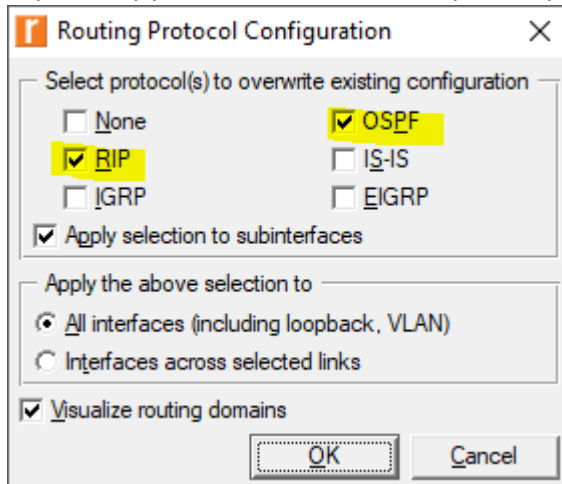 Routing Protocol Configuration
Select protocol(s) to overwrite existing configuration
None
OSPF
RIP
IS-IS
IGRP
EIGRP
Apply selection to subinterfaces
Apply the above selection to
All interfaces (including loopback, VLAN)
Interfaces across selected links
Visualize routing domains
OK
Cancel